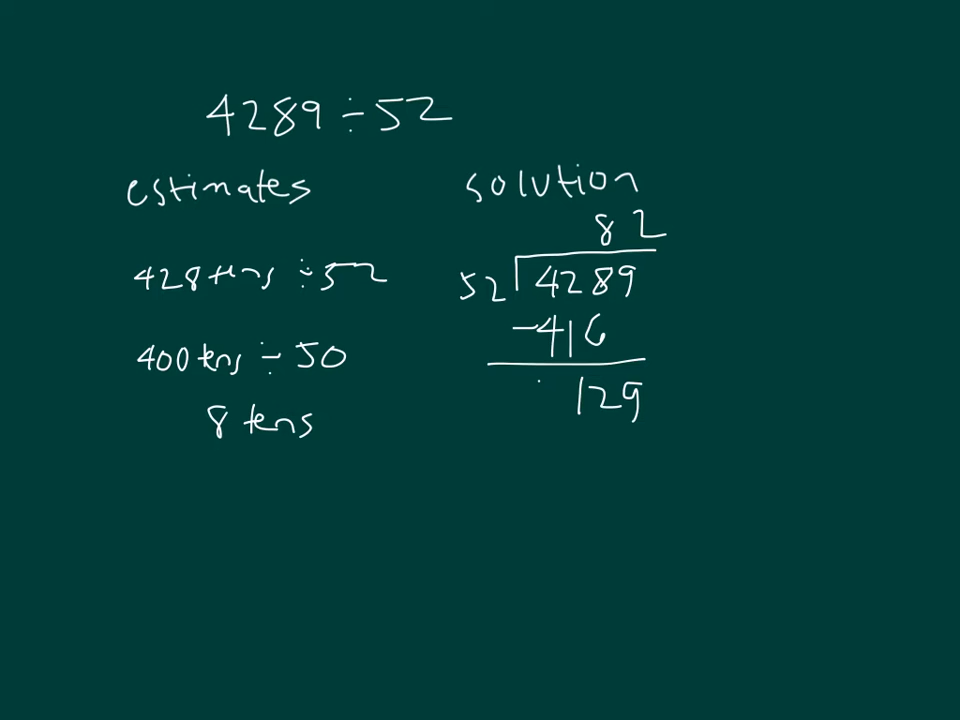 4289 ÷ 52
estimates
428 tens ÷ 52
400 tens ÷ 50
8 tens
solution
82
52 4289
-416
129